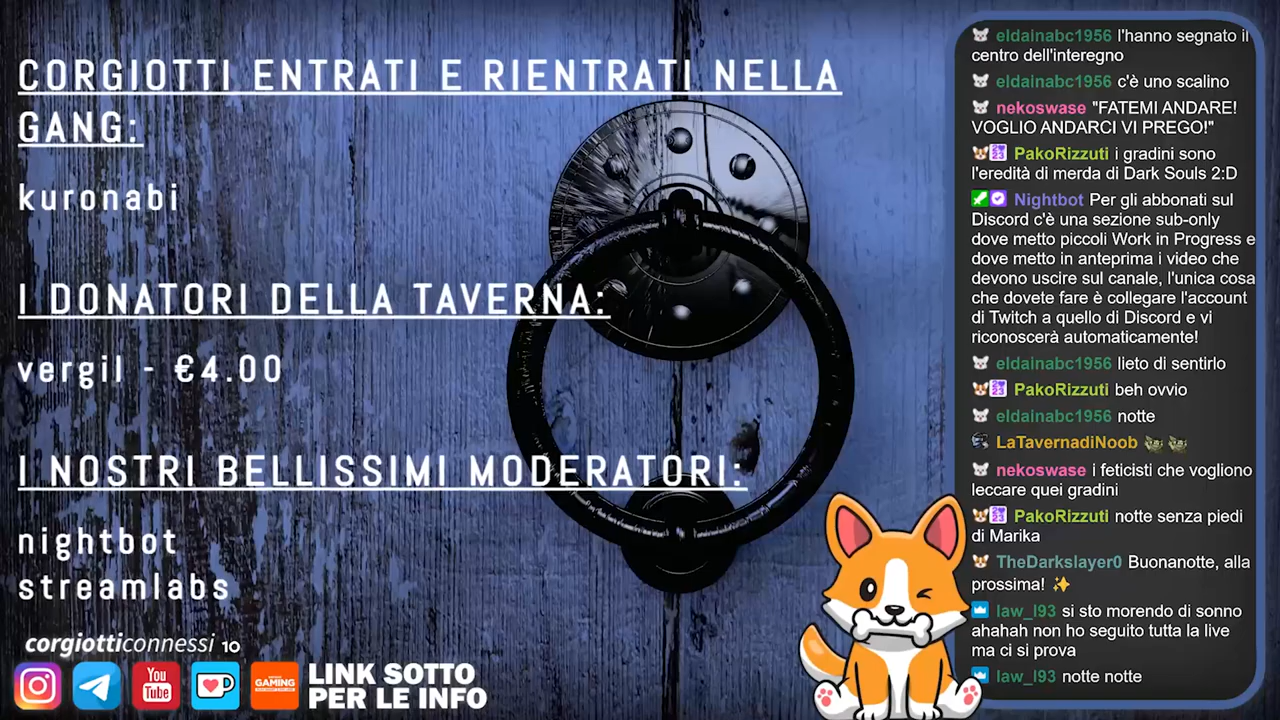 CORGIOTTI ENTRATI E RIENTRATI NELLA
GANG:
kuronabi
I DONATORI DELLA TAVERNA:
vergil - €4.00
I NOSTRI BELLISSIMI MODERATORI:
nightbot
streamlabs
corgiotticonnessi 10
You
Tube
GAMING
LINK SOTTO
PER LE INFO
eldainabc1956 l'hanno segnato il
centro dell'interegno
eldainabc1956 c'è uno scalino
nekoswase "FATEMI ANDARE!
VOGLIO ANDARCI VI PREGO!"
PakoRizzuti i gradini sono
l'eredità di merda di Dark Souls 2:D
Nightbot Per gli abbonati sul
Discord c'è una sezione sub-only
dove metto piccoli Work in Progress e
dove metto in anteprima i video che
devono uscire sul canale, l'unica cosa
che dovete fare è collegare l'account
di Twitch a quello di Discord e vi
riconoscerà automaticamente!
eldainabc1956 lieto di sentirlo
PakoRizzuti beh ovvio
eldainabc1956 notte
LaTavernadiNoob
nekoswase i feticisti che vogliono
leccare quei gradini
PakoRizzuti notte senza piedi
di Marika
TheDarkslayer0 Buonanotte, alla
prossima! ✨
law_l93 si sto morendo di sonno
ahahah non ho seguito tutta la live
ma ci si prova
law_l93 notte notte